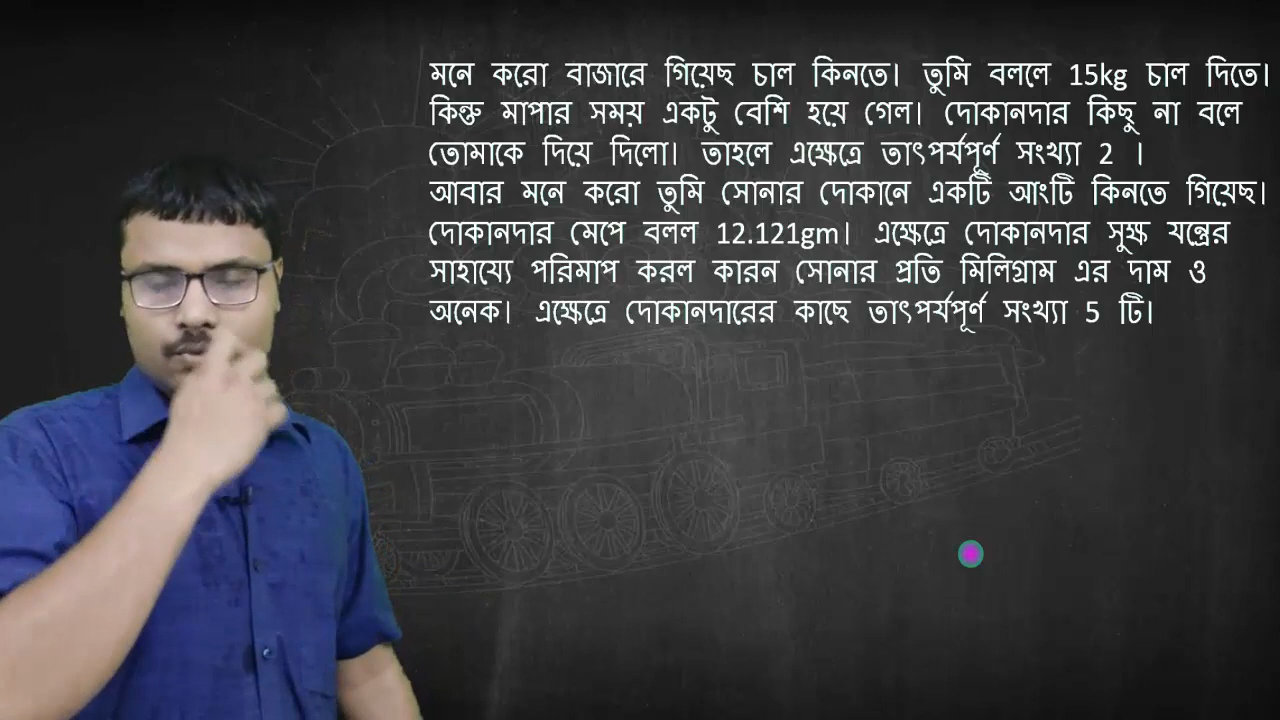 মনে করো বাজারে গিয়েছ চাল কিনতে। তুমি বললে 15kg চাল দিতে।
কিন্তু মাপার সময় একটু বেশি হয়ে গেল। দোকানদার কিছু না বলে
তোমাকে দিয়ে দিলো। তাহলে এক্ষেত্রে তাৎপর্যপূর্ণ সংখ্যা 2 ।
আবার মনে করো তুমি সোনার দোকানে একটি আংটি কিনতে গিয়েছ।
দোকানদার মেপে বলল 12.121gm। এক্ষেত্রে দোকানদার সুক্ষ যন্ত্রের
সাহায্যে পরিমাপ করল কারন সোনার প্রতি মিলিগ্রাম এর দাম ও
অনেক। এক্ষেত্রে দোকানদারের কাছে তাৎপর্যপূর্ণ সংখ্যা 5 টি।